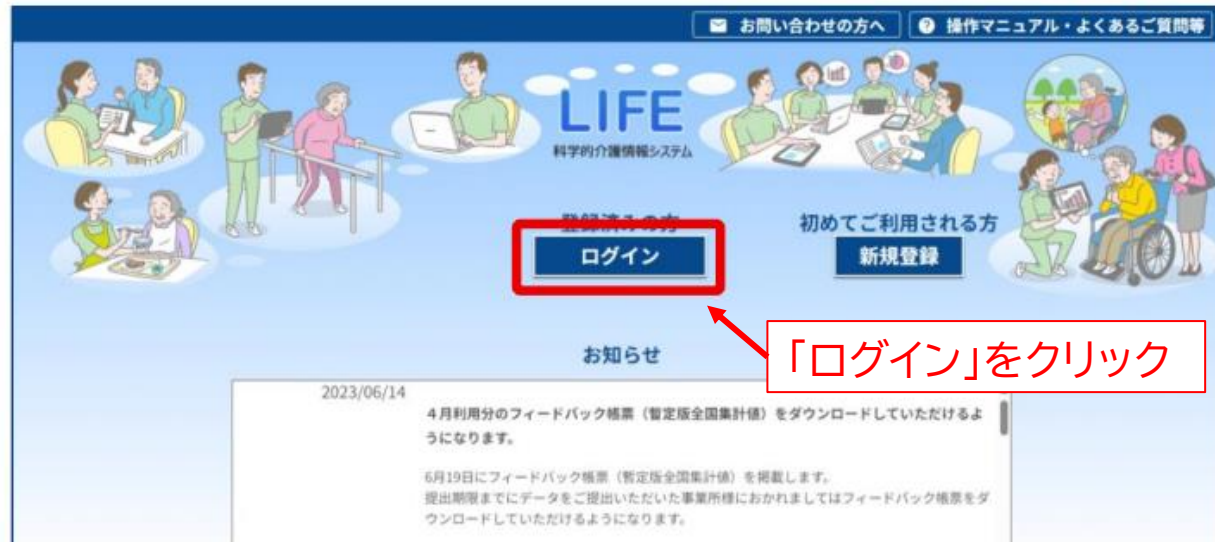 お問い合わせの方へ
操作マニュアル・よくあるご質問等
LIFE
科学的介護情報システム
登録済みの方
ログイン
初めてご利用される方
新規登録
「ログイン」をクリック
お知らせ
2023/06/14
4月利用分のフィードバック帳票（暫定版全国集計値）をダウンロードしていただけるよ
うになります。
6月19日にフィードバック帳票（暫定版全国集計値）を掲載します。
提出期限までにデータをご提出いただいた事業所様におかれましてはフィードバック帳票をダ
ウンロードしていただけるようになります。